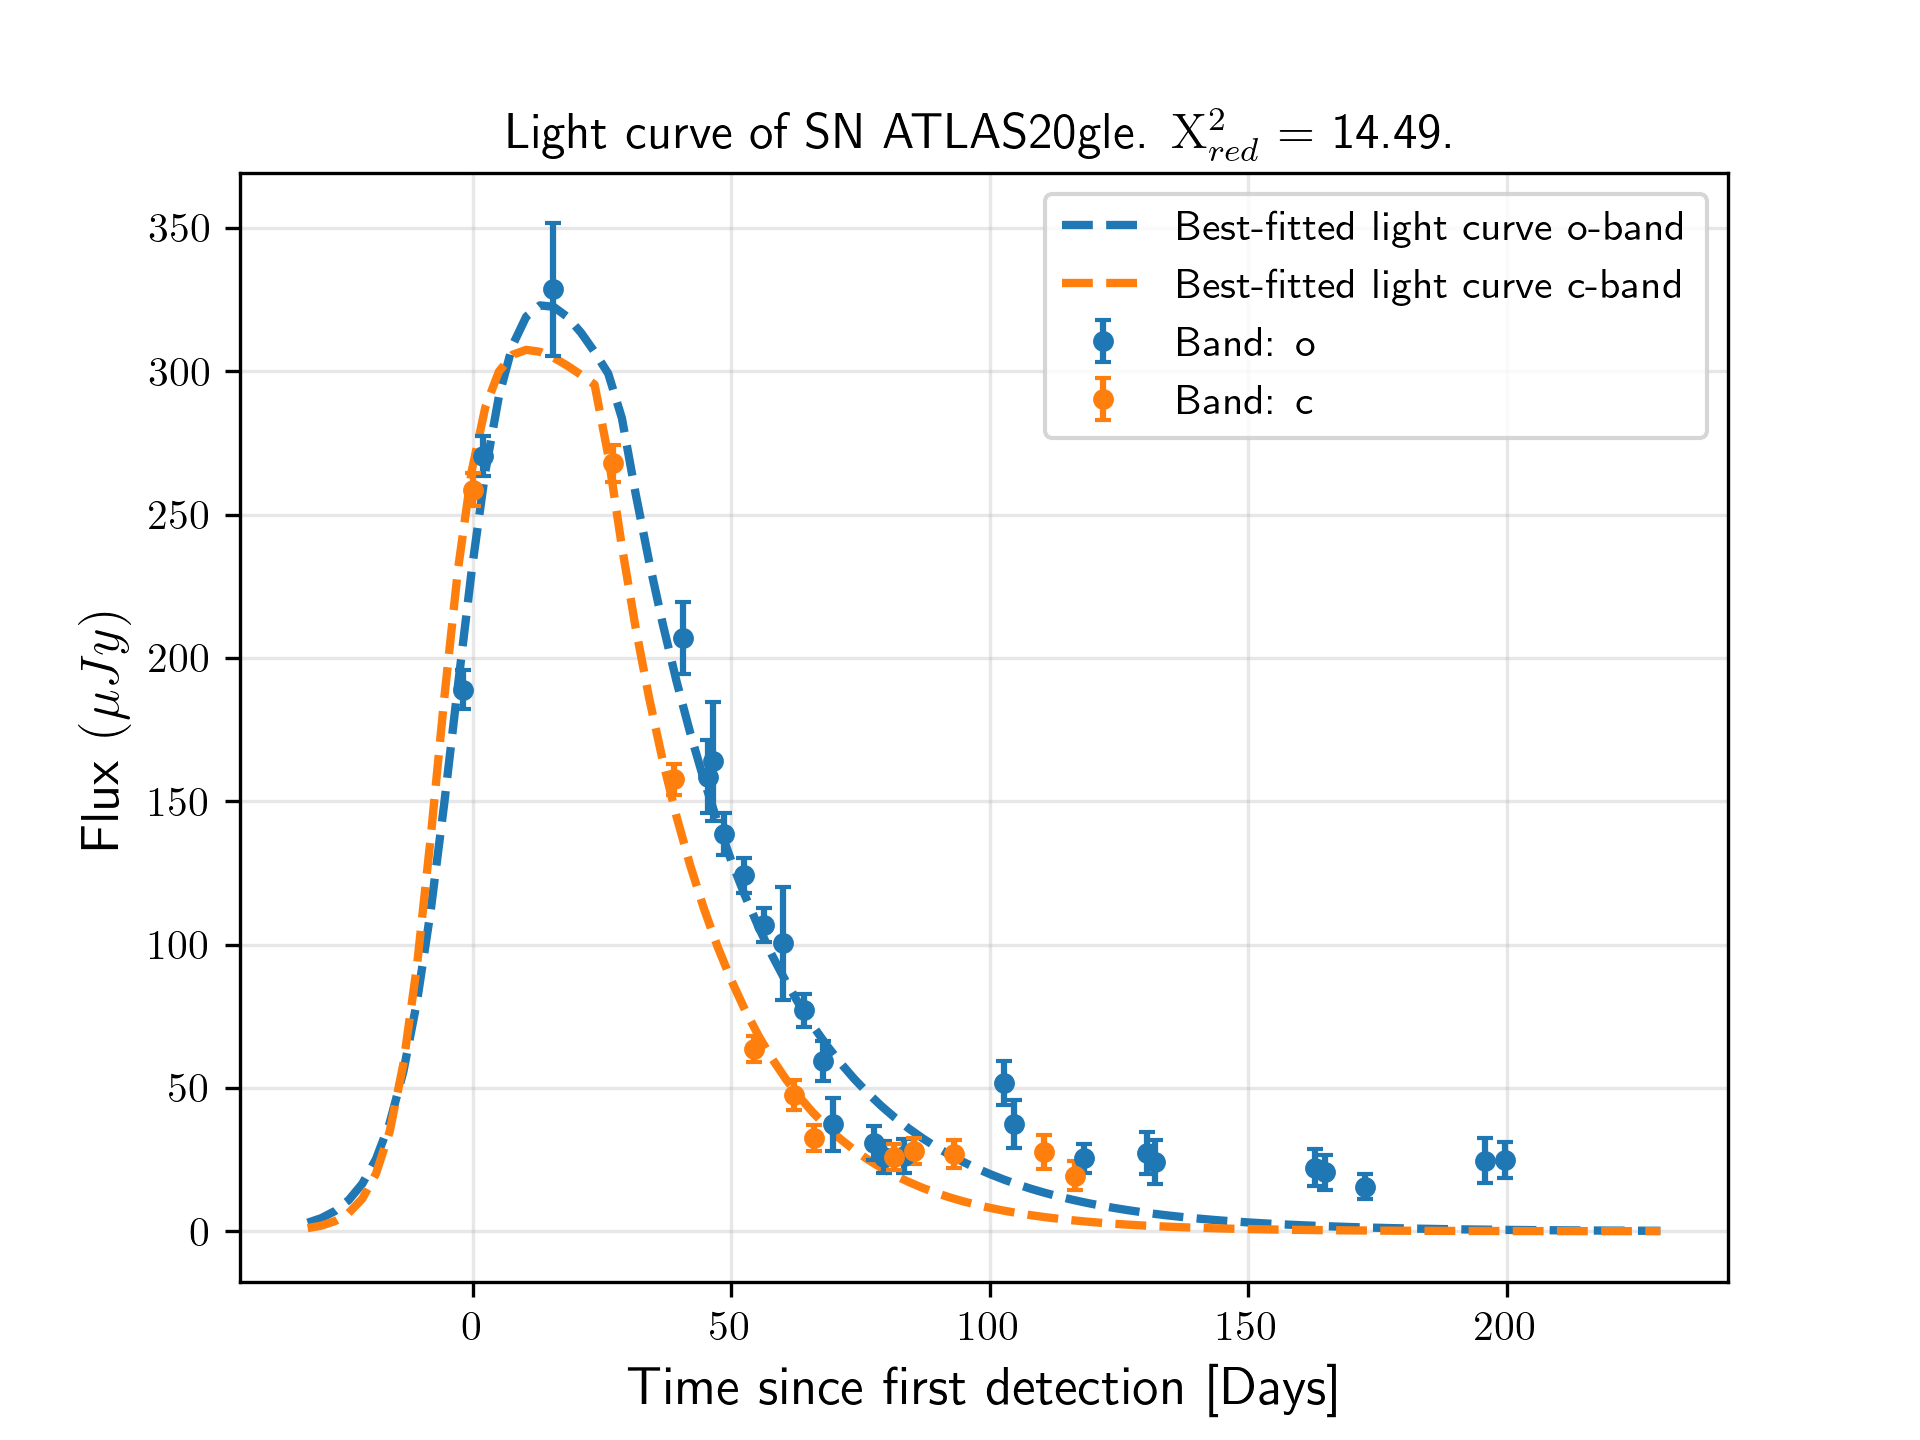 Light curve of SN ATLAS20gle. X²_red = 14.49.
Best-fitted light curve o-band
Best-fitted light curve c-band
Band: o
Band: c
Flux (μJy)
350
300
250
200
150
100
50
0
0 50 100 150 200
Time since first detection [Days]